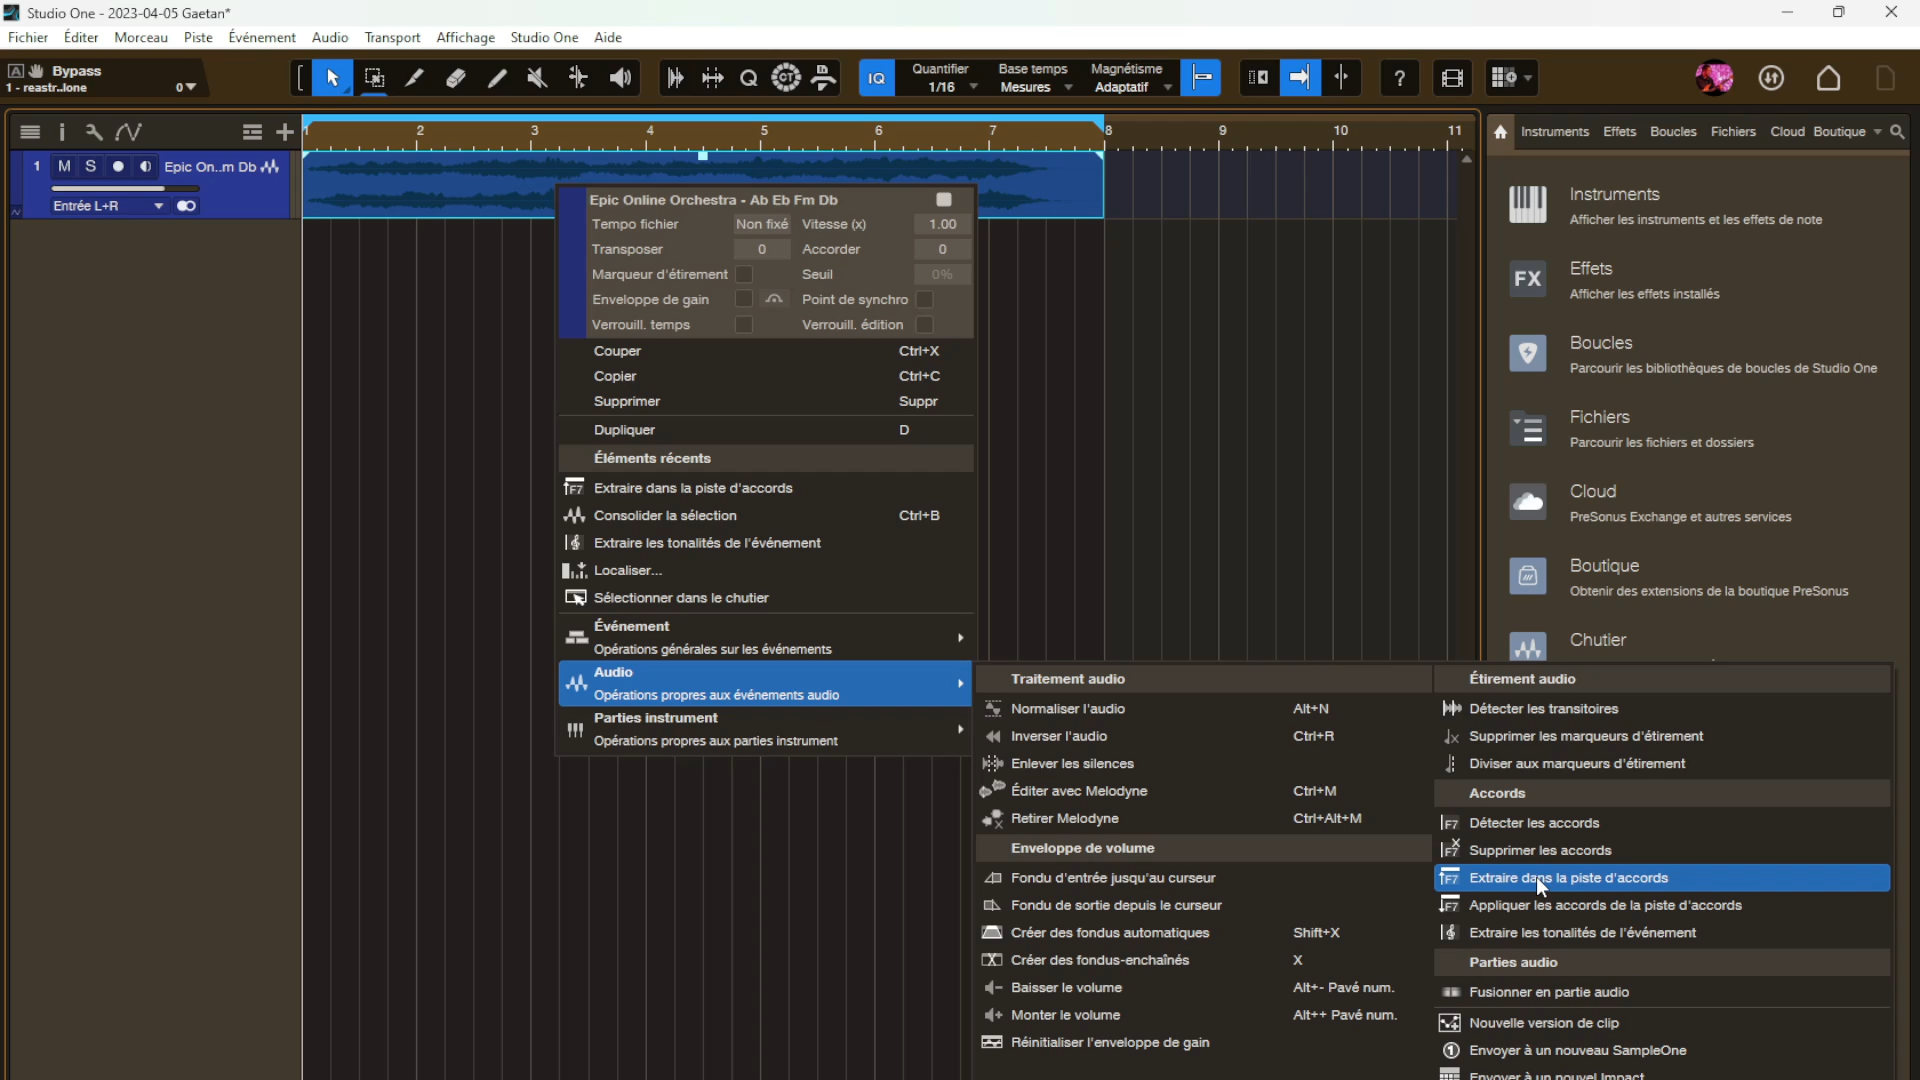 Studio One - 2023-04-05 Gaetan*
Fichier Éditer Morceau Piste Événement Audio Transport Affichage Studio One Aide
A Bypass
1 - reastr..lone 0
IQ Quantifier 1/16 Base temps Mesures Magnétisme Adaptatif ?
1 2 3 4 5 6 7 8 9 10 11
Instruments Effets Boucles Fichiers Cloud Boutique
1 M S Epic On..m Db
Entrée L+R
Epic Online Orchestra - Ab Eb Fm Db
Tempo fichier Non fixé Vitesse (x) 1.00
Transposer 0 Accorder 0
Marqueur d'étirement Seuil 0%
Enveloppe de gain Point de synchro
Verrouill. temps Verrouill. édition
Couper Ctrl+X
Copier Ctrl+C
Supprimer Suppr
Dupliquer D
Éléments récents
Extraire dans la piste d'accords
Consolider la sélection Ctrl+B
Extraire les tonalités de l'événement
Localiser...
Sélectionner dans le chutier
Événement
Opérations générales sur les événements
Audio
Opérations propres aux événements audio
Parties instrument
Opérations propres aux parties instrument
Traitement audio
Normaliser l'audio Alt+N
Inverser l'audio Ctrl+R
Enlever les silences
Éditer avec Melodyne Ctrl+M
Retirer Melodyne Ctrl+Alt+M
Enveloppe de volume
Fondu d'entrée jusqu'au curseur
Fondu de sortie depuis le curseur
Créer des fondus automatiques Shift+X
Créer des fondus-enchaînés X
Baisser le volume Alt+- Pavé num.
Monter le volume Alt++ Pavé num.
Réinitialiser l'enveloppe de gain
Étirement audio
Détecter les transitoires
Supprimer les marqueurs d'étirement
Diviser aux marqueurs d'étirement
Accords
F7 Détecter les accords
F7 Supprimer les accords
F7 Extraire dans la piste d'accords
F7 Appliquer les accords de la piste d'accords
Extraire les tonalités de l'événement
Parties audio
Fusionner en partie audio
Nouvelle version de clip
Envoyer à un nouveau SampleOne
Envoyer à un nouvel Impact
Instruments
Afficher les instruments et les effets de note
FX Effets
Afficher les effets installés
Boucles
Parcourir les bibliothèques de boucles de Studio One
Fichiers
Parcourir les fichiers et dossiers
Cloud
PreSonus Exchange et autres services
Boutique
Obtenir des extensions de la boutique PreSonus
Chutier